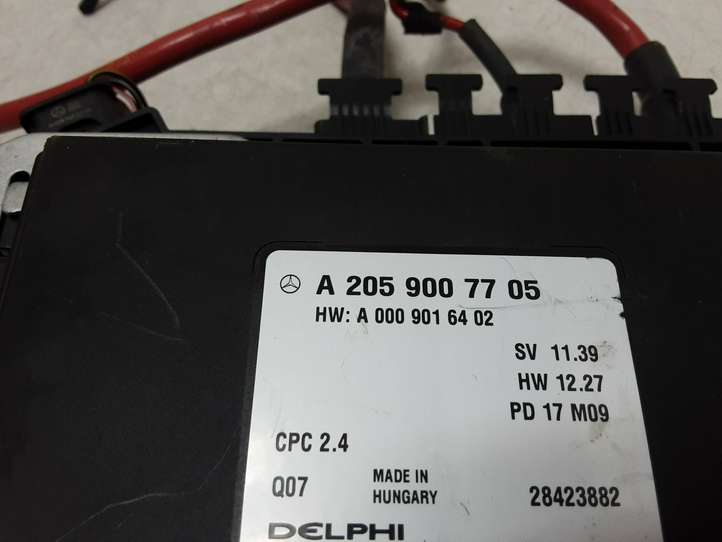 A 205 900 77 05
HW: A 000 901 64 02
SV 11.39
HW 12.27
PD 17 M09
CPC 2.4
Q07
MADE IN
HUNGARY
28423882
DELPHI